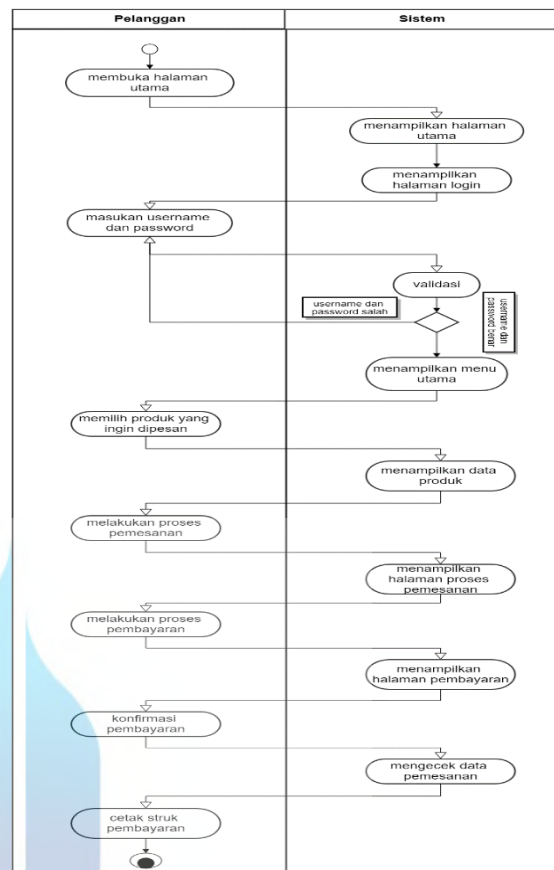 Pelanggan
Sistem
membuka halaman
utama
menampilkan halaman
utama
menampilkan
halaman login
masukan username
dan password
validasi
username dan
password salah
username dan
password benar
menampilkan menu
utama
memilih produk yang
ingin dipesan
menampilkan data
produk
melakukan proses
pemesanan
menampilkan
halaman proses
pemesanan
melakukan proses
pembayaran
menampilkan
halaman pembayaran
konfirmasi
pembayaran
mengecek data
pemesanan
cetak struk
pembayaran